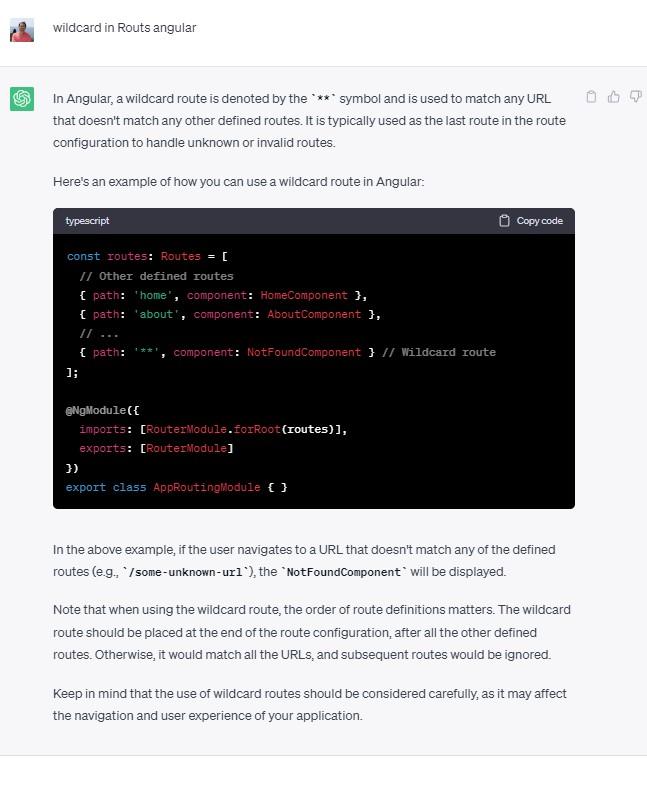 wildcard in Routs angular
In Angular, a wildcard route is denoted by the `**` symbol and is used to match any URL
that doesn't match any other defined routes. It is typically used as the last route in the route
configuration to handle unknown or invalid routes.
Here's an example of how you can use a wildcard route in Angular:
typescript
Copy code
const routes: Routes = [
  // Other defined routes
  { path: 'home', component: HomeComponent },
  { path: 'about', component: AboutComponent },
  // ...
  { path: '**', component: NotFoundComponent } // Wildcard route
];
@NgModule({
  imports: [RouterModule.forRoot(routes)],
  exports: [RouterModule]
})
export class AppRoutingModule { }
In the above example, if the user navigates to a URL that doesn't match any of the defined
routes (e.g., `/some-unknown-url`), the `NotFoundComponent` will be displayed.
Note that when using the wildcard route, the order of route definitions matters. The wildcard
route should be placed at the end of the route configuration, after all the other defined
routes. Otherwise, it would match all the URLs, and subsequent routes would be ignored.
Keep in mind that the use of wildcard routes should be considered carefully, as it may affect
the navigation and user experience of your application.